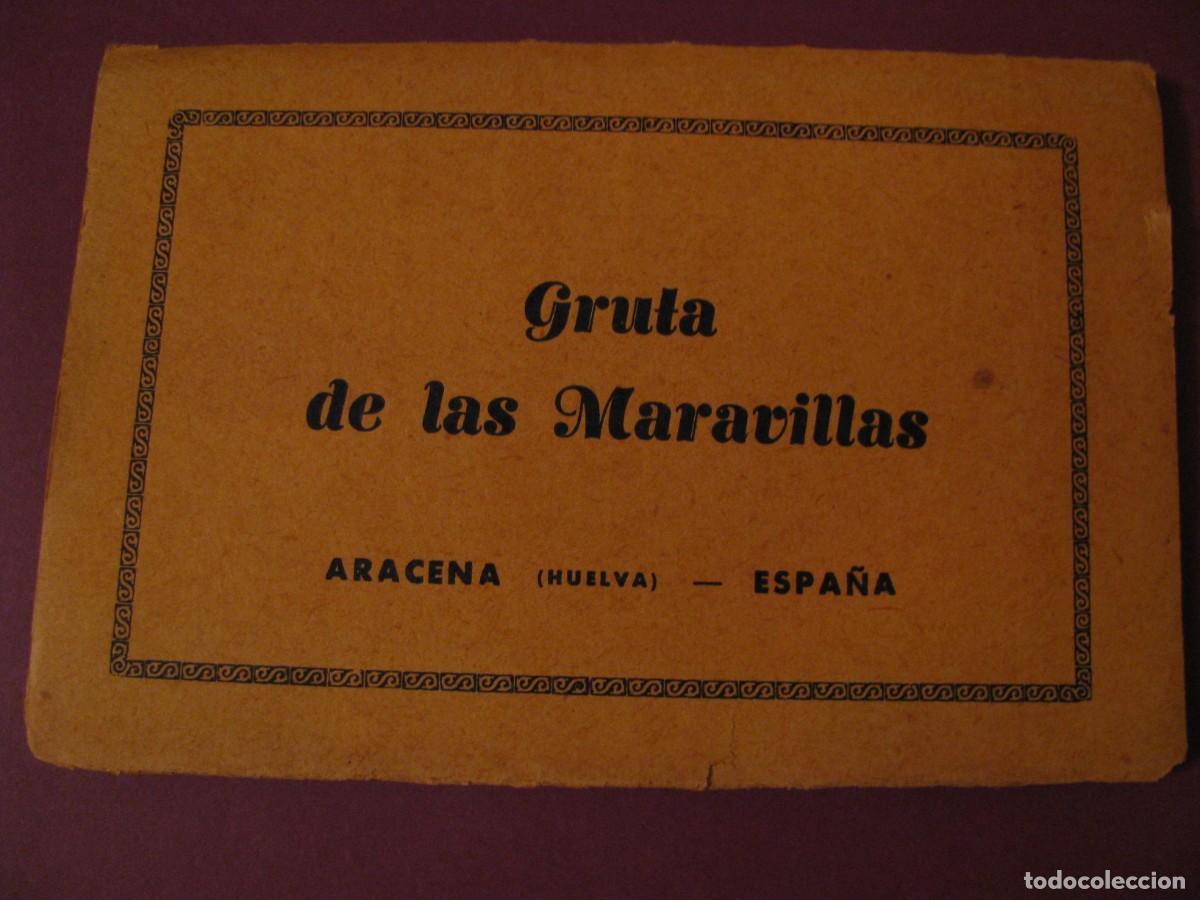 Gruta
de las Maravillas
ARACENA (HUELVA) — ESPAÑA
todocoleccion